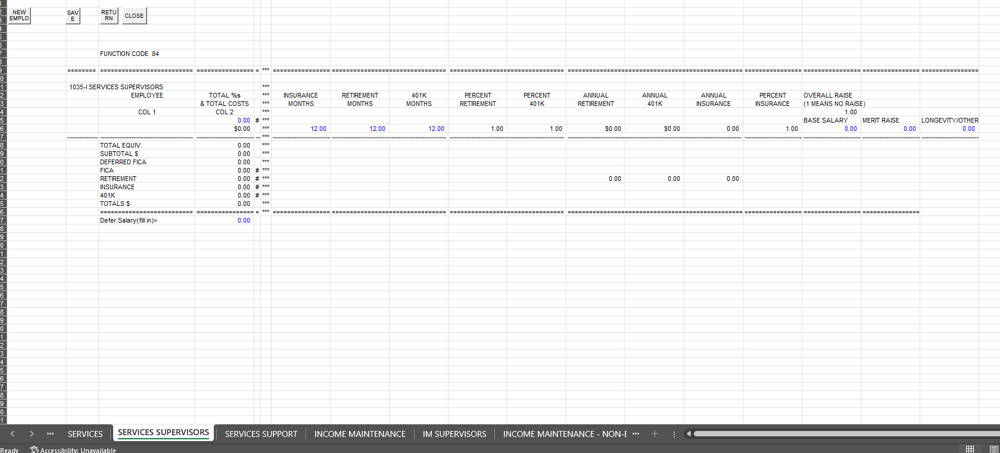 NEW EMPLO SAV E RETU RN CLOSE
FUNCTION CODE  84
======== ========================== ================ = *** ================ ================================ ================================ ================================================= ================ ================ ================ ================
1035-I SERVICES SUPERVISORS ***
EMPLOYEE TOTAL %s *** INSURANCE RETIREMENT 401K PERCENT PERCENT ANNUAL ANNUAL ANNUAL PERCENT OVERALL RAISE
& TOTAL COSTS *** MONTHS MONTHS MONTHS RETIREMENT 401K RETIREMENT 401K INSURANCE INSURANCE (1 MEANS NO RAISE)
COL 1 COL 2 *** 1.00
0.00 # *** BASE SALARY MERIT RAISE LONGEVITY/OTHER
$0.00 *** 12.00 12.00 12.00 1.00 1.00 $0.00 $0.00 0.00 1.00 0.00 0.00 0.00
***
TOTAL EQUIV. 0.00 ***
SUBTOTAL $ 0.00 ***
DEFERRED FICA 0.00 ***
FICA 0.00 # ***
RETIREMENT 0.00 # *** 0.00 0.00 0.00
INSURANCE 0.00 # ***
401K 0.00 # ***
TOTALS $ 0.00 ***
========================== ================ = *** ================ ================================ ================================ ================================================= ================ ================ ================
Defer.Salary(fill in)> 0.00
SERVICES SERVICES SUPERVISORS SERVICES SUPPORT INCOME MAINTENANCE IM SUPERVISORS INCOME MAINTENANCE - NON-E
Ready Accessibility: Unavailable